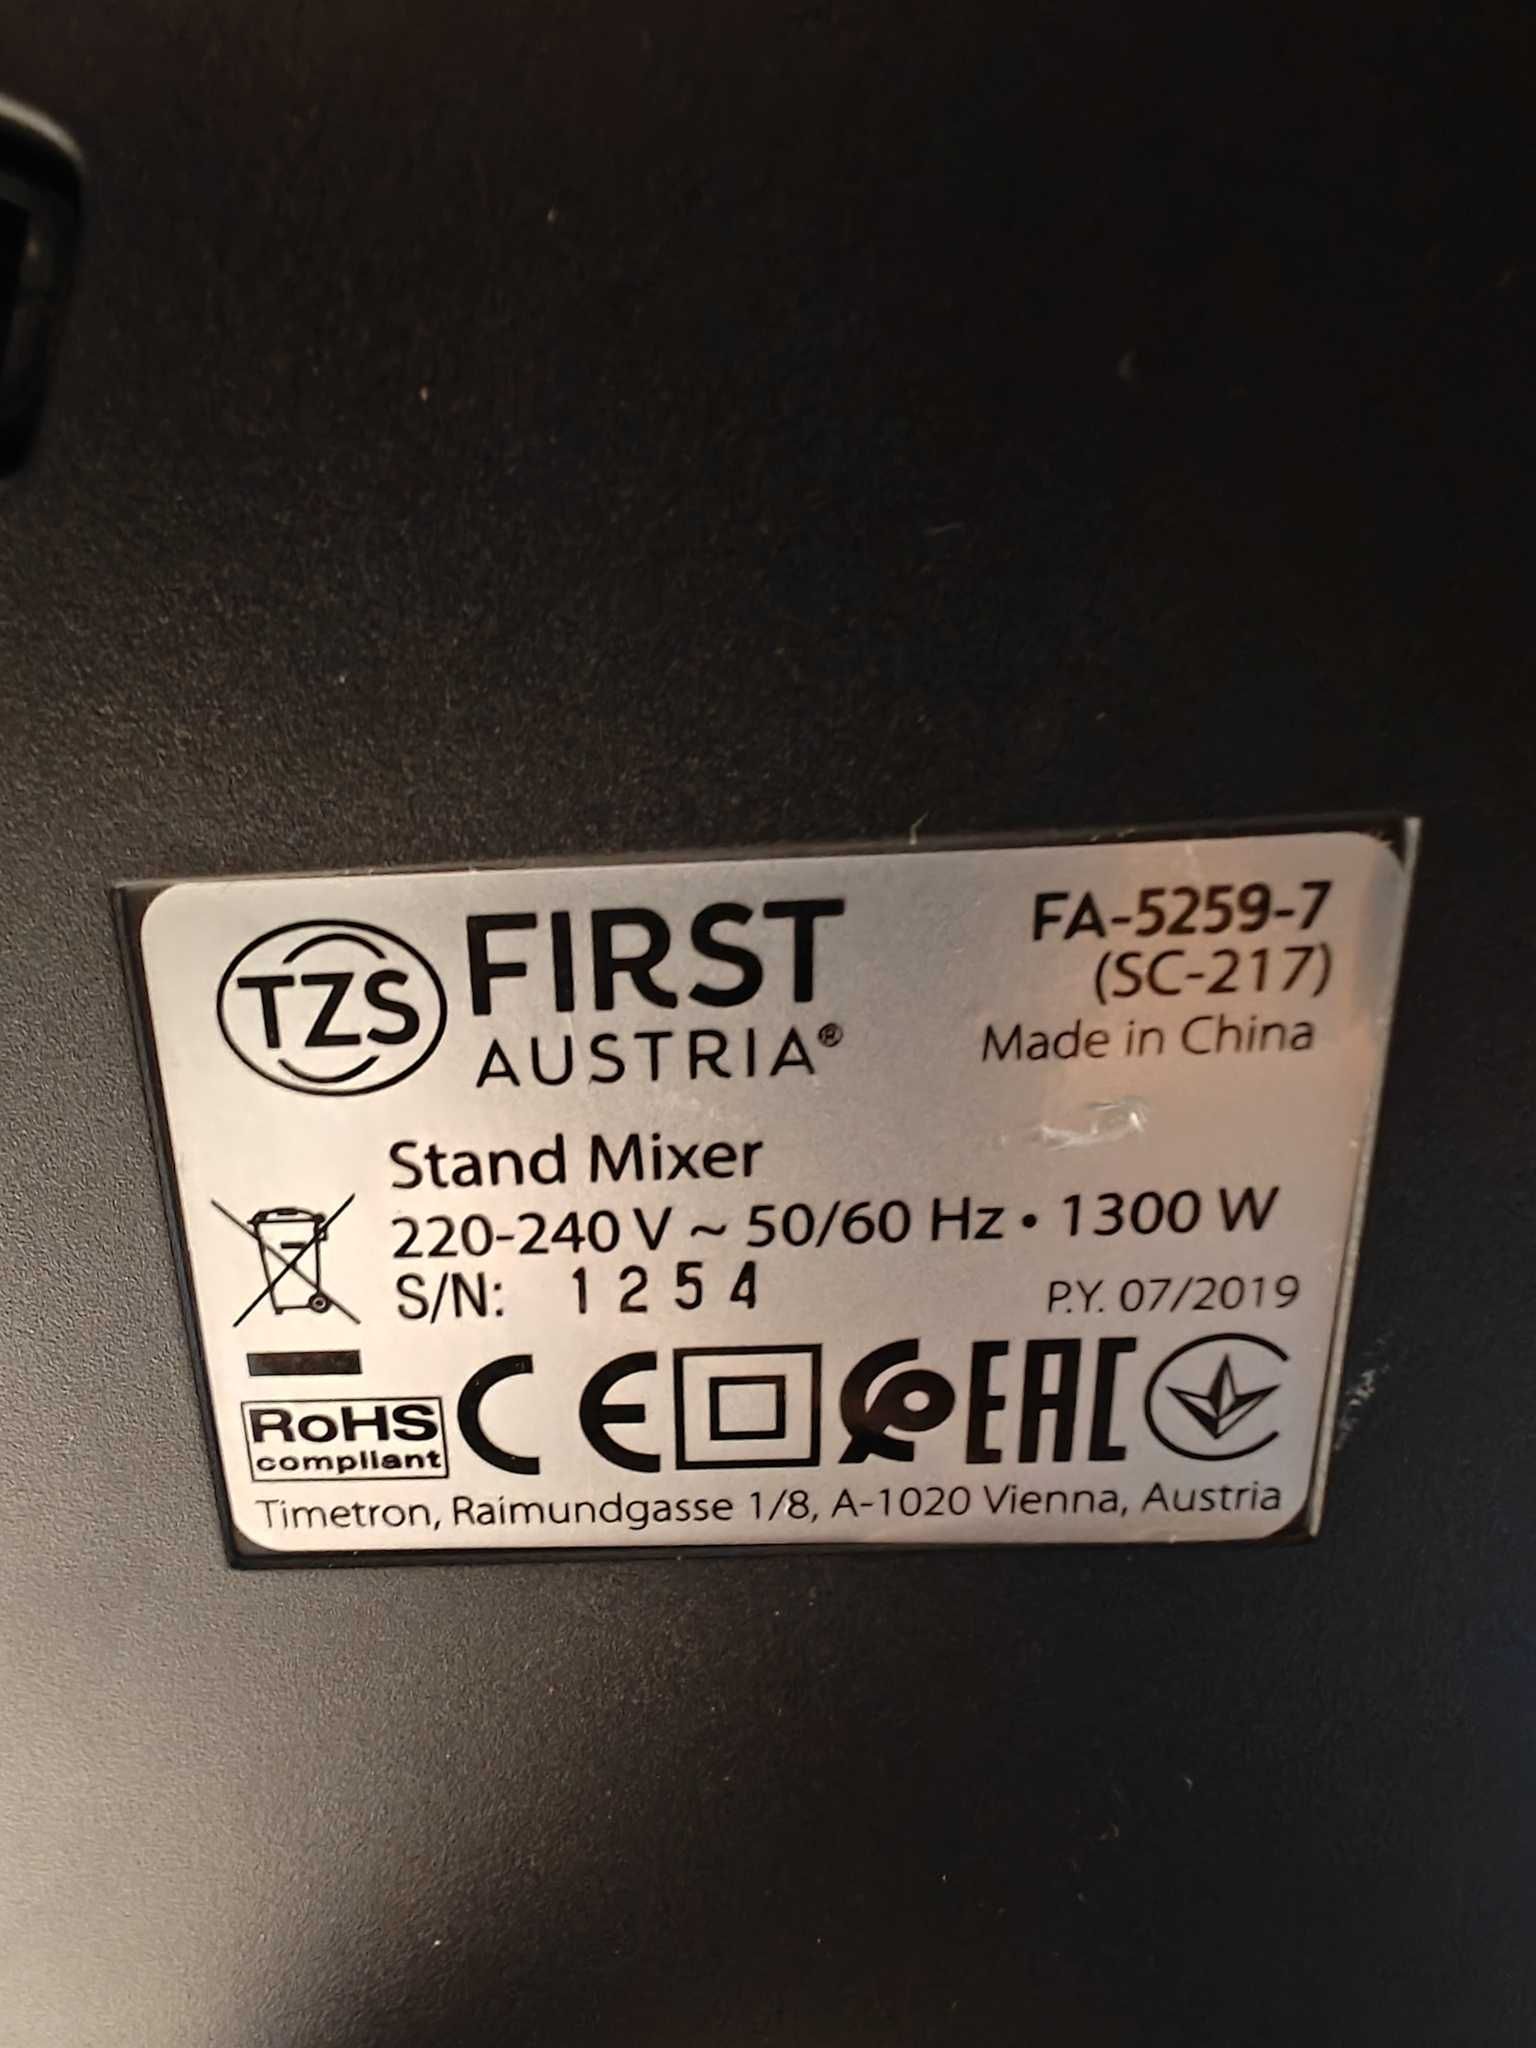 TZS FIRST
AUSTRIA®
FA-5259-7
(SC-217)
Made in China
Stand Mixer
220-240 V ~ 50/60 Hz • 1300 W
S/N: 1254
P.Y. 07/2019
RoHS
compliant
CE
EAC
Timetron, Raimundgasse 1/8, A-1020 Vienna, Austria